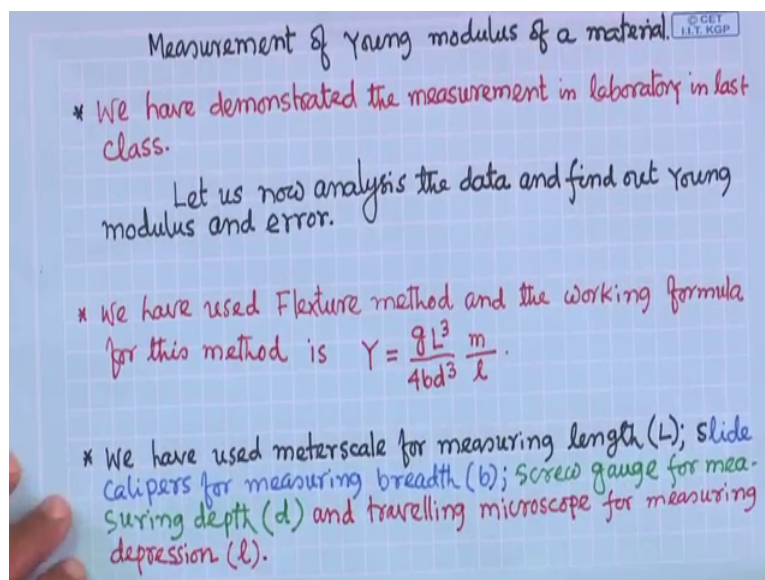 Measurement of Young modulus of a material.
© CET
I.I.T. KGP
* We have demonstrated the measurement in laboratory in last
class.
Let us now analysis the data and find out Young
modulus and error.
* We have used Flexture method and the working formula
for this method is Y = gL³/4bd³ m/l.
* We have used meterscale for measuring length (L); slide
calipers for measuring breadth (b); screw gauge for mea-
suring depth (d) and travelling microscope for measuring
depression (l).